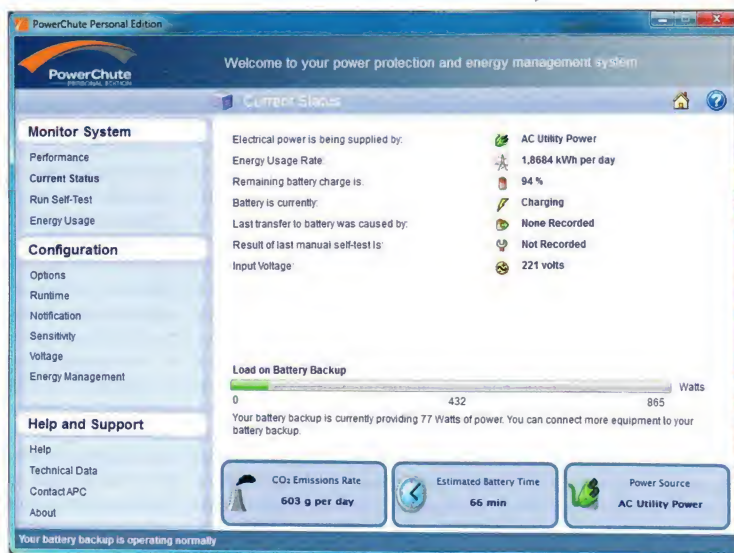 PowerChute Personal Edition
PowerChute
PERSONAL EDITION
Welcome to your power protection and energy management system
Current Status
Monitor System
Performance
Current Status
Run Self-Test
Energy Usage
Configuration
Options
Runtime
Notification
Sensitivity
Voltage
Energy Management
Help and Support
Help
Technical Data
Contact APC
About
Electrical power is being supplied by: AC Utility Power
Energy Usage Rate: 1,8684 kWh per day
Remaining battery charge is: 94 %
Battery is currently: Charging
Last transfer to battery was caused by: None Recorded
Result of last manual self-test is: Not Recorded
Input Voltage: 221 volts
Load on Battery Backup
Watts
0 432 865
Your battery backup is currently providing 77 Watts of power. You can connect more equipment to your
battery backup.
CO₂ Emissions Rate
603 g per day
Estimated Battery Time
66 min
Power Source
AC Utility Power
Your battery backup is operating normally